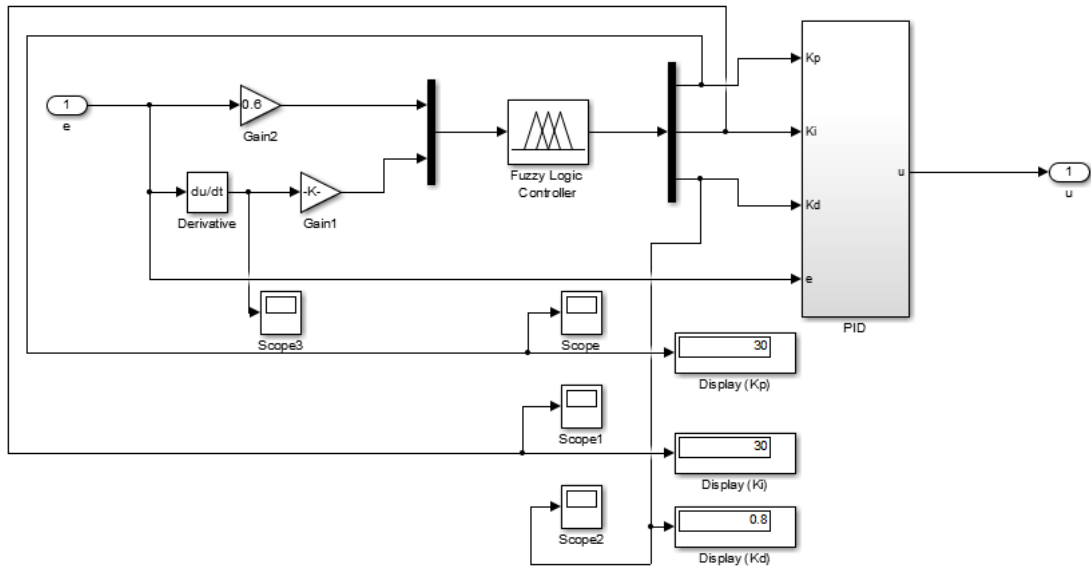 1
e
0.6
Gain2
du/dt
Derivative
-K-
Gain1
Fuzzy Logic
Controller
Kp
Ki
Kd
e
u
PID
1
u
Scope3
Scope
30
Display (Kp)
Scope1
30
Display (Ki)
Scope2
0.8
Display (Kd)